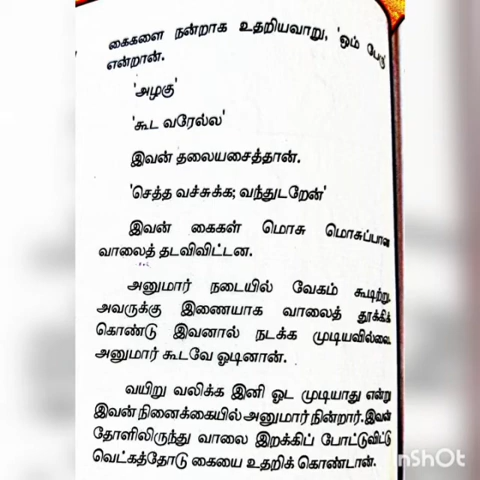 கைகளை நன்றாக உதறியவாறு, 'ஒம் பேரு'
என்றான்.
'அழகு'
'கூட வரேல்ல'
இவன் தலையசைத்தான்.
'செத்த வச்சுக்க; வந்துடறேன்'
இவன் கைகள் மொசு மொசுப்பான
வாலைத் தடவிவிட்டன.
அனுமார் நடையில் வேகம் கூடிற்று.
அவருக்கு இணையாக வாலைத் தூக்கிக்
கொண்டு இவனால் நடக்க முடியவில்லை.
அனுமார் கூடவே ஓடினான்.
வயிறு வலிக்க இனி ஓட முடியாது என்று
இவன் நினைக்கையில் அனுமார் நின்றார். இவன்
தோளிலிருந்து வாலை இறக்கிப் போட்டுவிட்டு
வெட்கத்தோடு கையை உதறிக் கொண்டான்.
InShOt